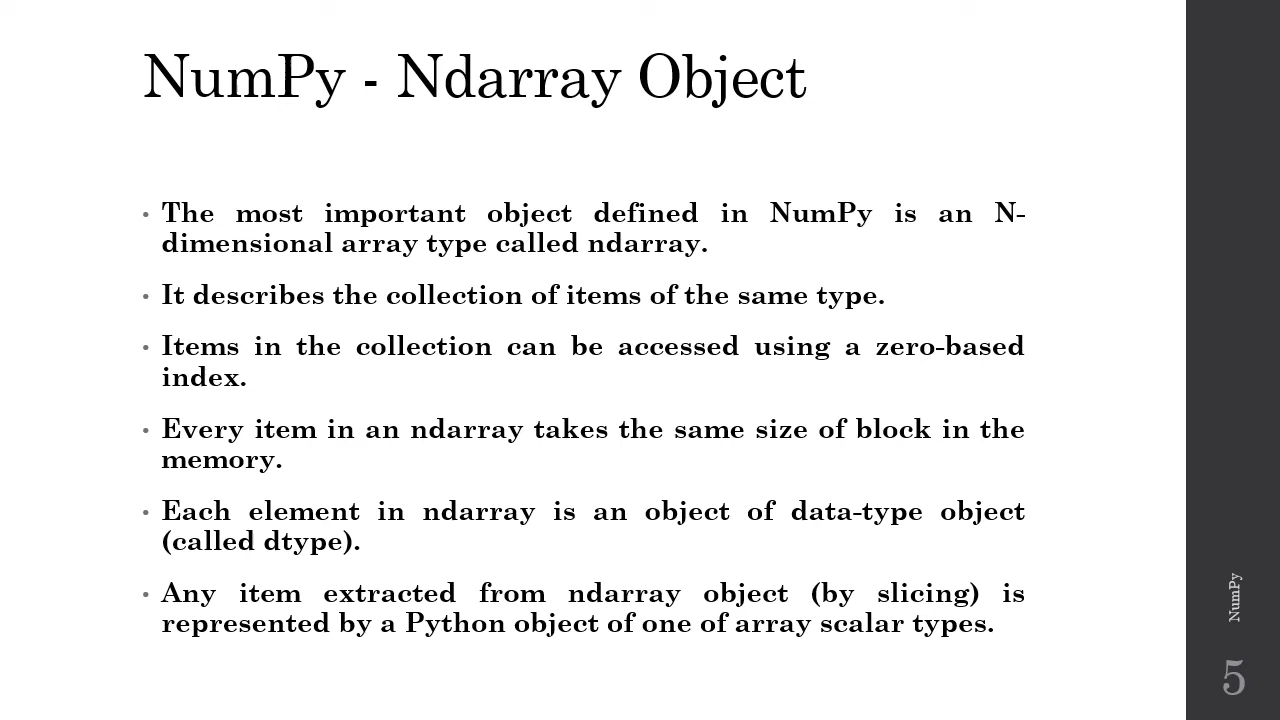 NumPy - Ndarray Object
• The most important object defined in NumPy is an N-
dimensional array type called ndarray.
• It describes the collection of items of the same type.
• Items in the collection can be accessed using a zero-based
index.
• Every item in an ndarray takes the same size of block in the
memory.
• Each element in ndarray is an object of data-type object
(called dtype).
• Any item extracted from ndarray object (by slicing) is
represented by a Python object of one of array scalar types.
NumPy
5